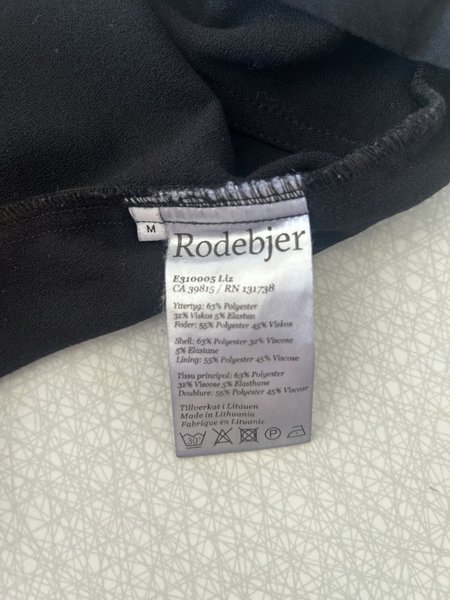 M
Rodebjer
E310005 Liz
CA 39815 / RN 131738
Yttertyg: 63% Polyester
32% Viskos 5% Elastan
Foder: 55% Polyester 45% Viskos
Shell: 63% Polyester 32% Viscose
5% Elastane
Lining: 55% Polyester 45% Viscose
Tissu principal: 63% Polyester
32% Viscose 5% Elasthane
Doublure: 55% Polyester 45% Viscose
Tillverkat i Litauen
Made in Lithuania
Fabrique en Lituanie
30° P